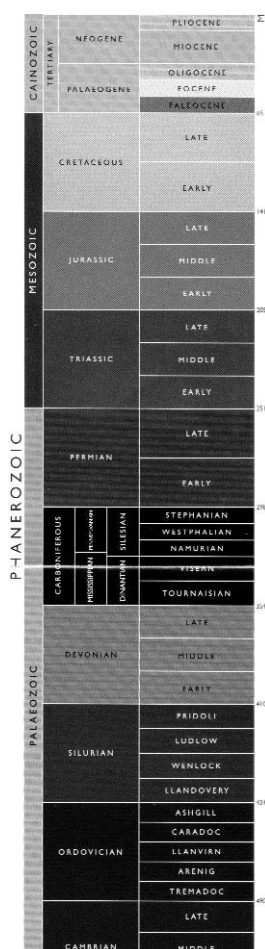 PHANEROZOIC
CAINOZOIC
TERTIARY
NEOGENE
PLIOCENE
MIOCENE
PALAEOGENE
OLIGOCENE
EOCENE
PALEOCENE
MESOZOIC
CRETACEOUS
LATE
EARLY
JURASSIC
LATE
MIDDLE
EARLY
TRIASSIC
LATE
MIDDLE
EARLY
PALAEOZOIC
PERMIAN
LATE
EARLY
CARBONIFEROUS
PENNSYLVANIAN
MISSISSIPPIAN
SILESIAN
DINANTIAN
STEPHANIAN
WESTPHALIAN
NAMURIAN
VISEAN
TOURNAISIAN
DEVONIAN
LATE
MIDDLE
EARLY
SILURIAN
PRIDOLI
LUDLOW
WENLOCK
LLANDOVERY
ORDOVICIAN
ASHGILL
CARADOC
LLANVIRN
ARENIG
TREMADOC
CAMBRIAN
LATE
MIDDLE